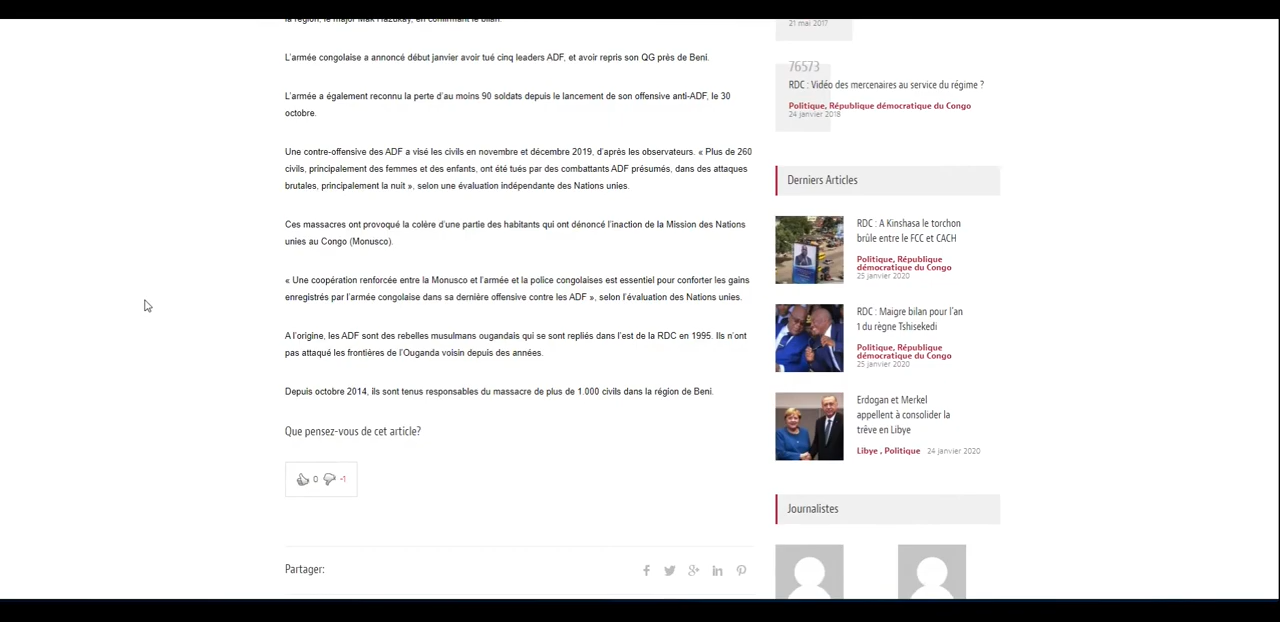 la région, le major Mak Hazukay, en confirmant le bilan.
L'armée congolaise a annoncé début janvier avoir tué cinq leaders ADF, et avoir repris son QG près de Beni.
L'armée a également reconnu la perte d'au moins 90 soldats depuis le lancement de son offensive anti-ADF, le 30
octobre.
Une contre-offensive des ADF a visé les civils en novembre et décembre 2019, d'après les observateurs. « Plus de 260
civils, principalement des femmes et des enfants, ont été tués par des combattants ADF présumés, dans des attaques
brutales, principalement la nuit », selon une évaluation indépendante des Nations unies.
Ces massacres ont provoqué la colère d'une partie des habitants qui ont dénoncé l'inaction de la Mission des Nations
unies au Congo (Monusco).
« Une coopération renforcée entre la Monusco et l'armée et la police congolaises est essentiel pour conforter les gains
enregistrés par l'armée congolaise dans sa dernière offensive contre les ADF », selon l'évaluation des Nations unies.
A l'origine, les ADF sont des rebelles musulmans ougandais qui se sont repliés dans l'est de la RDC en 1995. Ils n'ont
pas attaqué les frontières de l'Ouganda voisin depuis des années.
Depuis octobre 2014, ils sont tenus responsables du massacre de plus de 1.000 civils dans la région de Beni.
Que pensez-vous de cet article?
0 -1
Partager:
21 mai 2017
76573
RDC : Vidéo des mercenaires au service du régime ?
Politique, République démocratique du Congo
24 janvier 2018
Derniers Articles
RDC : A Kinshasa le torchon
brûle entre le FCC et CACH
Politique, République
démocratique du Congo
25 janvier 2020
RDC : Maigre bilan pour l'an
1 du règne Tshisekedi
Politique, République
démocratique du Congo
25 janvier 2020
Erdogan et Merkel
appellent à consolider la
trêve en Libye
Libye , Politique 24 janvier 2020
Journalistes